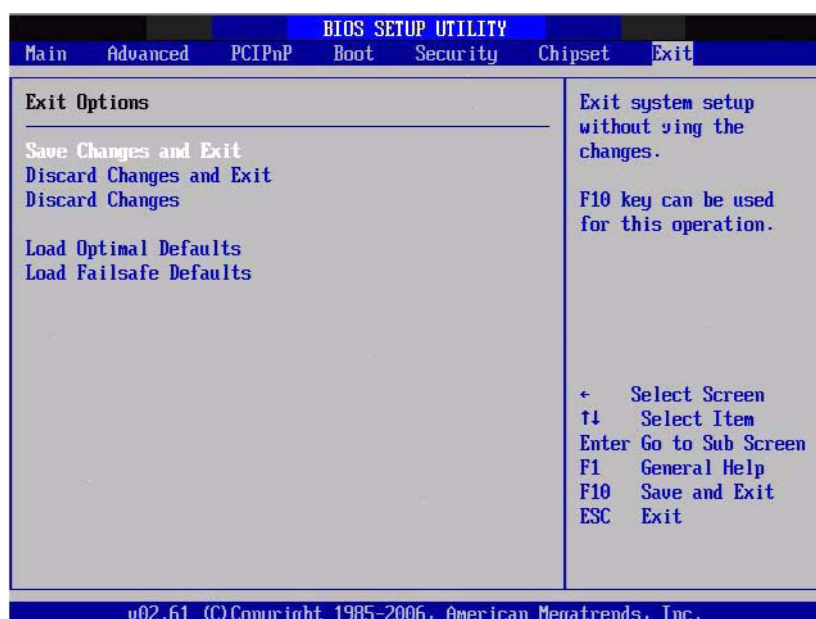 BIOS SETUP UTILITY
Main Advanced PCIPnP Boot Security Chipset Exit
Exit Options
Save Changes and Exit
Discard Changes and Exit
Discard Changes
Load Optimal Defaults
Load Failsafe Defaults
Exit system setup
without ving the
changes.
F10 key can be used
for this operation.
← Select Screen
↑↓ Select Item
Enter Go to Sub Screen
F1 General Help
F10 Save and Exit
ESC Exit
v02.61 (C)Copyright 1985-2006, American Megatrends, Inc.